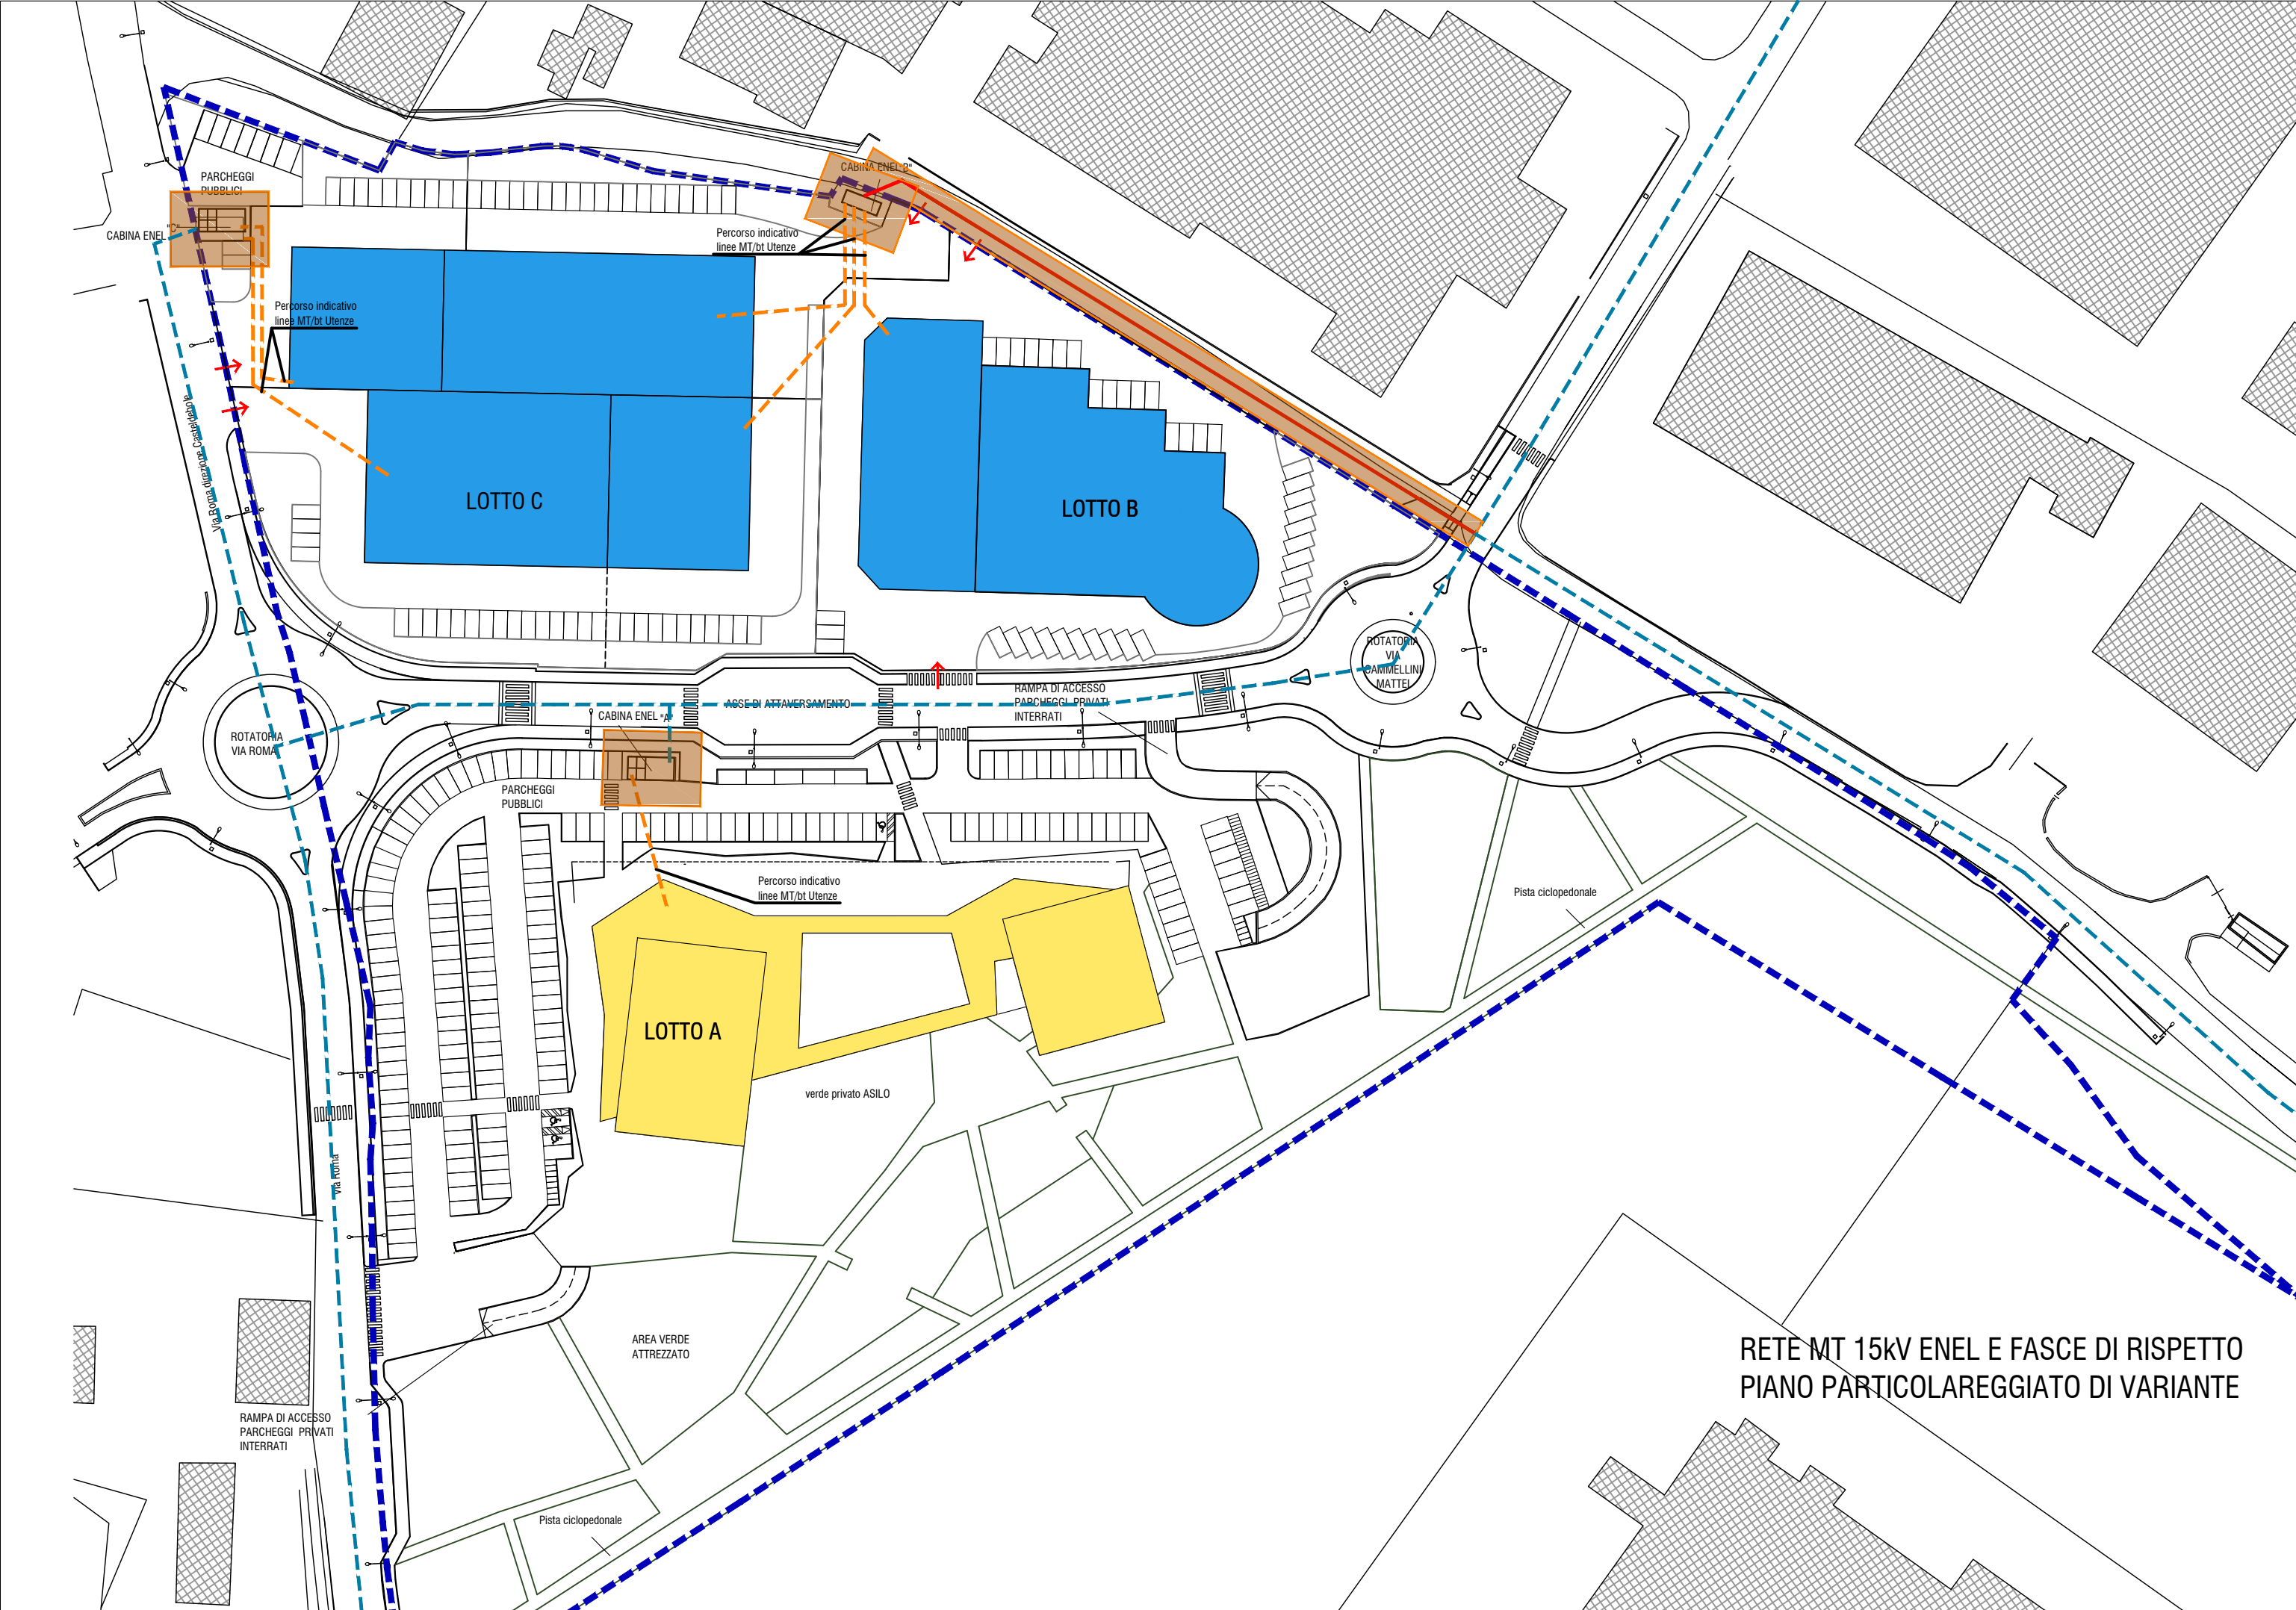 PARCHEGGI
PUBBLICI
CABINA ENEL "C"
CABINA ENEL "B"
Percorso indicativo
linee MT/bt Utenze
Percorso indicativo
linee MT/bt Utenze
Via Roma direzione Casteldebole
LOTTO C
LOTTO B
ROTATORIA
VIA
CAMMELLINI
MATTEI
RAMPA DI ACCESSO
PARCHEGGI PRIVATI
INTERRATI
ASSE DI ATTAVERSAMENTO
CABINA ENEL "A"
ROTATORIA
VIA ROMA
PARCHEGGI
PUBBLICI
Percorso indicativo
linee MT/bt Utenze
Pista ciclopedonale
LOTTO A
verde privato ASILO
Via Roma
AREA VERDE
ATTREZZATO
RETE MT 15kV ENEL E FASCE DI RISPETTO
PIANO PARTICOLAREGGIATO DI VARIANTE
RAMPA DI ACCESSO
PARCHEGGI PRIVATI
INTERRATI
Pista ciclopedonale